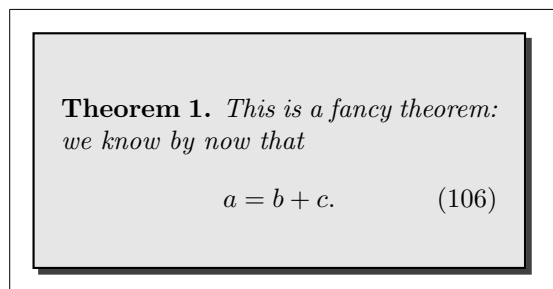 Theorem 1. This is a fancy theorem:
we know by now that
a = b + c. (106)